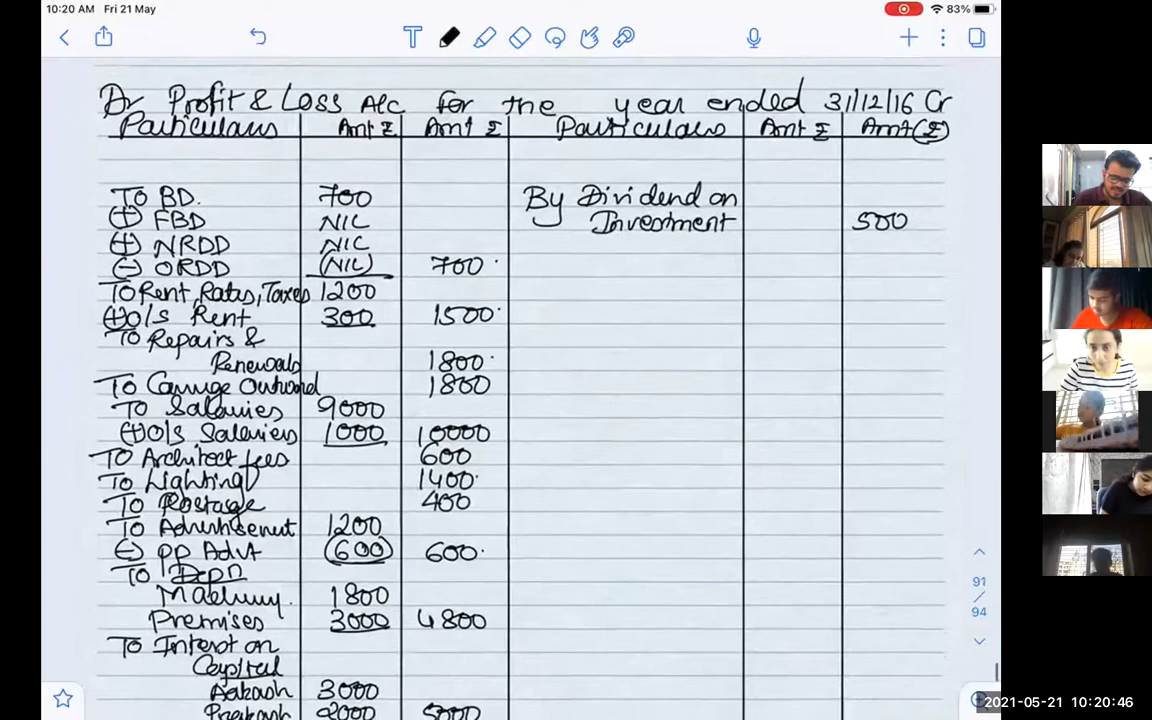 10:20 AM Fri 21 May 83%
Dr Profit & Loss A/c for the year ended 31/12/16 Cr
Particulars Amt ₹ Amt ₹ Particulars Amt ₹ Amt (₹)
To BD. 700 By Dividend on
(+) FBD NIL Investment 500
(+) NRDD NIL
(-) ORDD (NIL) 700
To Rent, Rates, Taxes 1200
(+) O/s Rent 300 1500
To Repairs &
Renewals 1800
To Carriage Outward 1800
To Salaries 9000
(+) O/s Salaries 1000 10000
To Architect fees 600
To Lighting 1400
To Postage 400
To Advertisement 1200
(-) PP Advt (600) 600
To Depn
Machinery. 1800
Premises 3000 4800
To Interest on
Capital
Aakash 3000
Prakash 2000 5000
91
/
94
2021-05-21 10:20:46